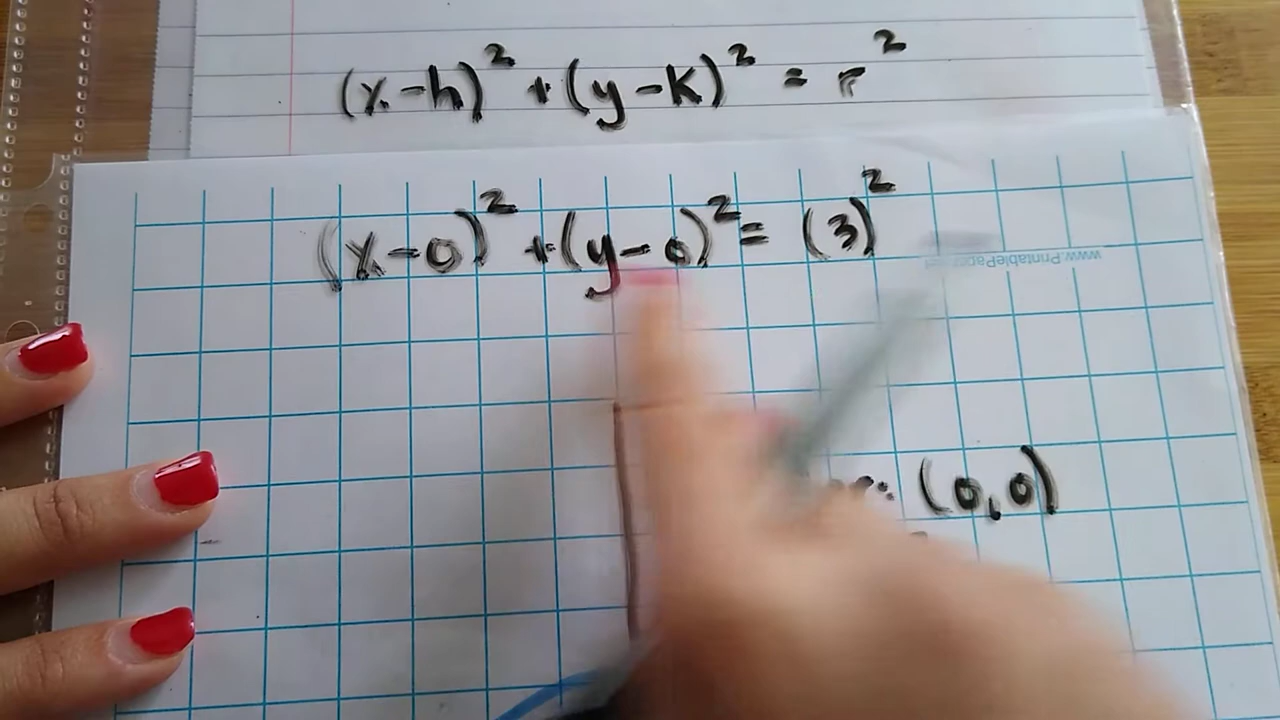 (x-h)² + (y-k)² = r²
(x-0)² + (y-0)² = (3)²
(0,0)